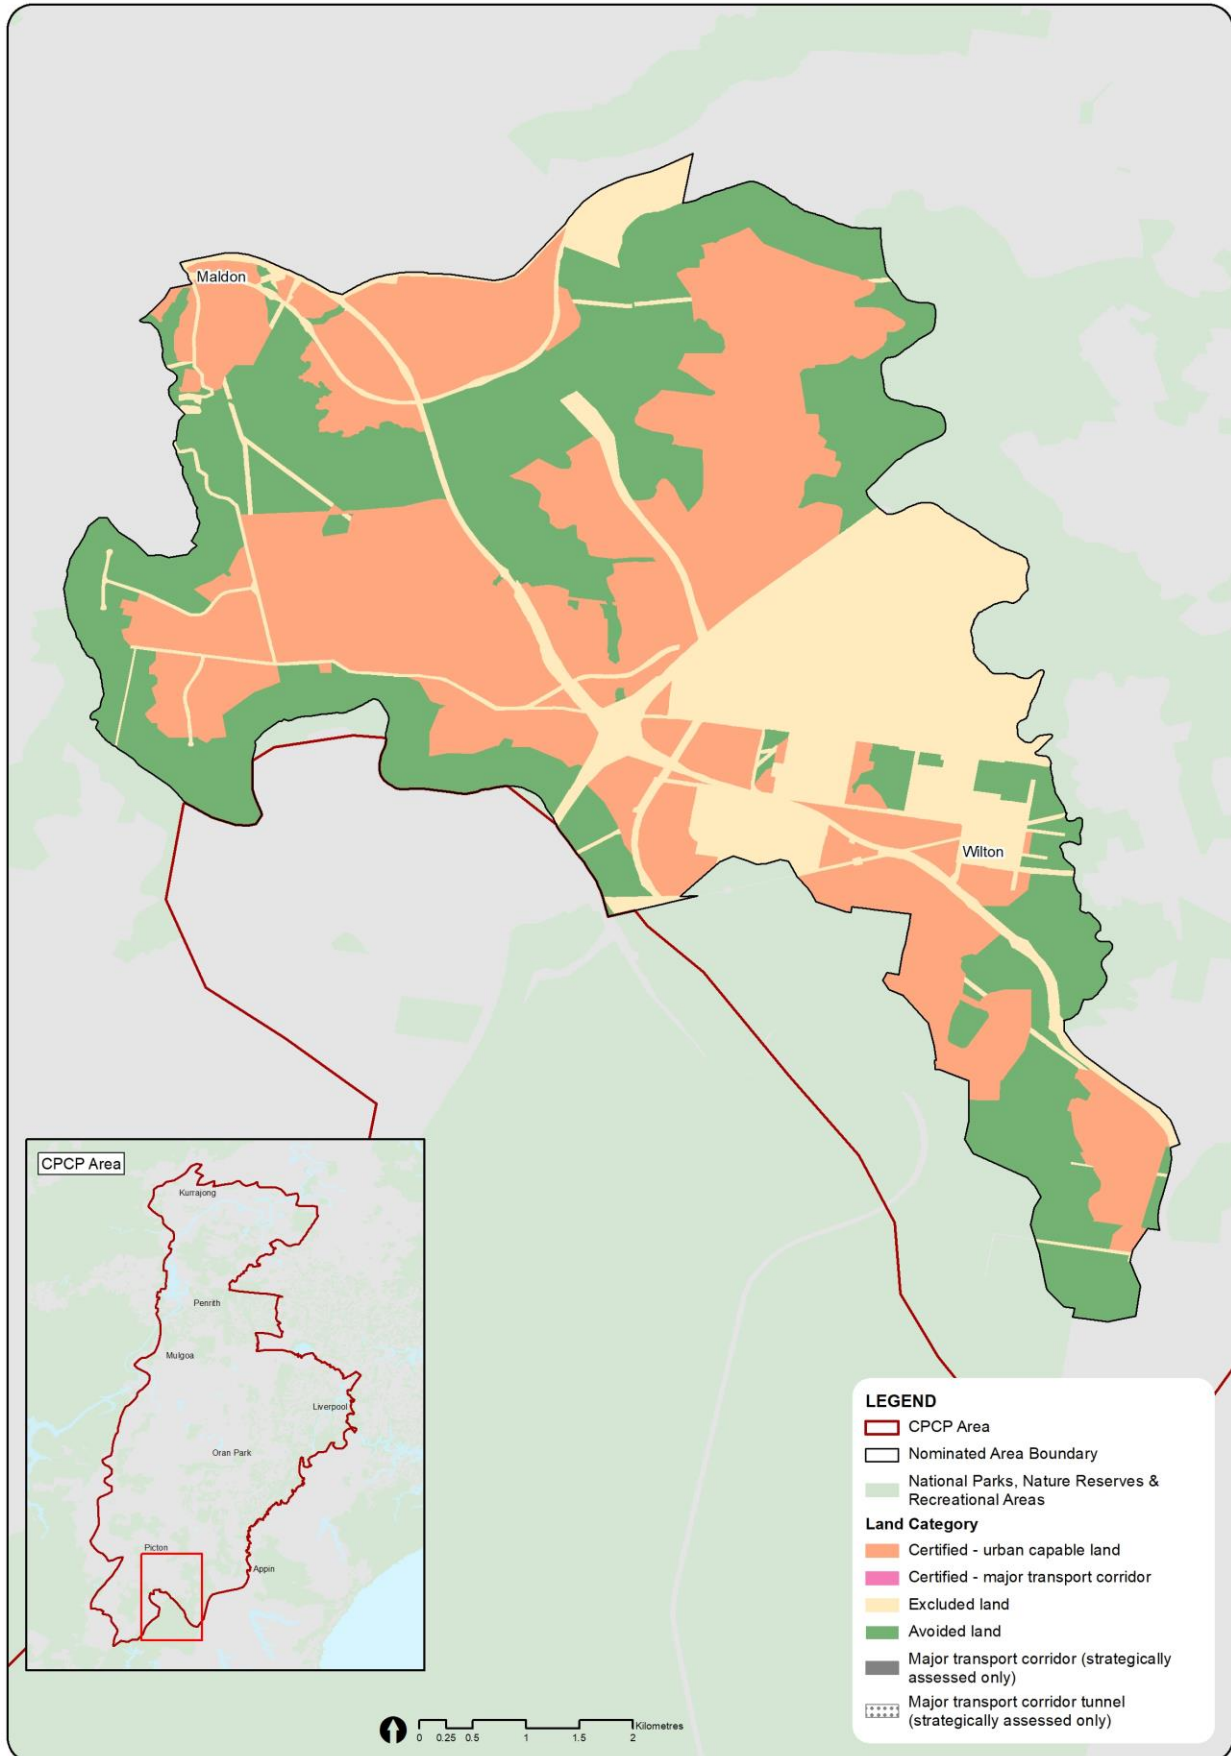 Maldon
Wilton
CPCP Area
Kurrajong
Penrith
Mulgoa
Liverpool
Oran Park
Picton
Appin
LEGEND
CPCP Area
Nominated Area Boundary
National Parks, Nature Reserves &
Recreational Areas
Land Category
Certified - urban capable land
Certified - major transport corridor
Excluded land
Avoided land
Major transport corridor (strategically
assessed only)
Major transport corridor tunnel
(strategically assessed only)
Kilometres
0 0.25 0.5 1 1.5 2